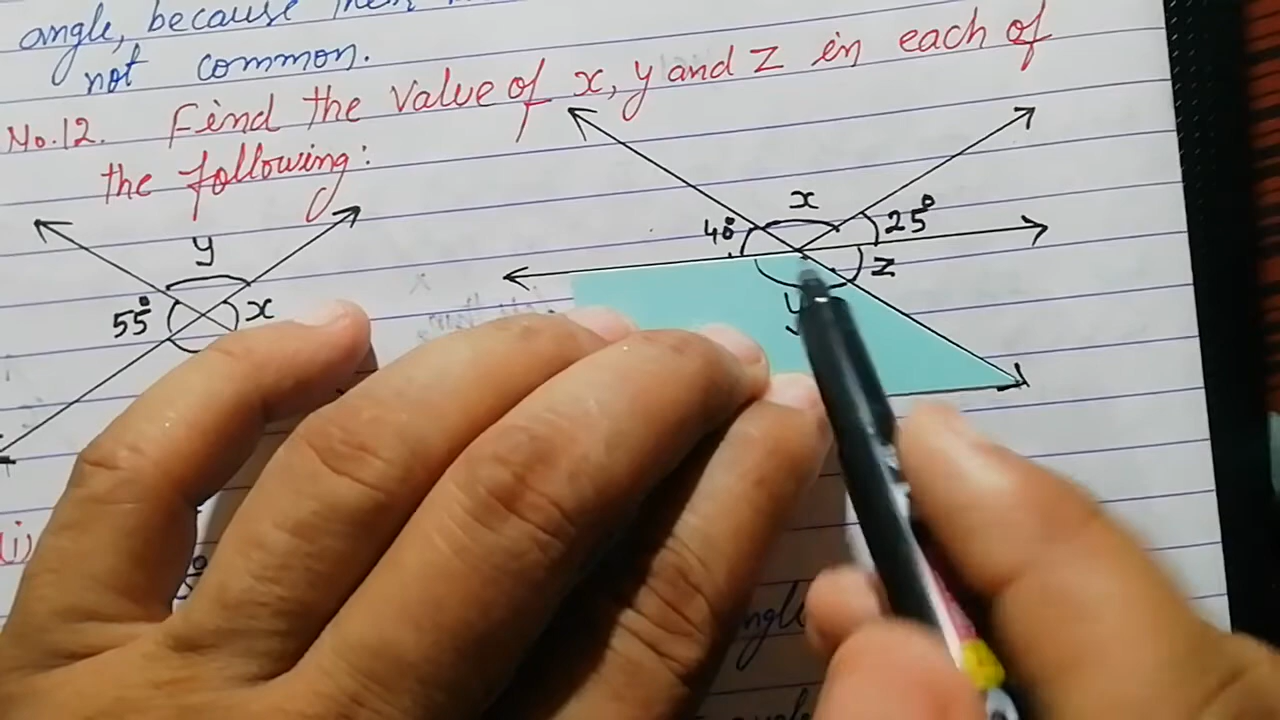 angle, because
not common.
No.12. Find the value of x, y and z in each of
the following:
y
55° x
x
40° 25°
z
y
(i)